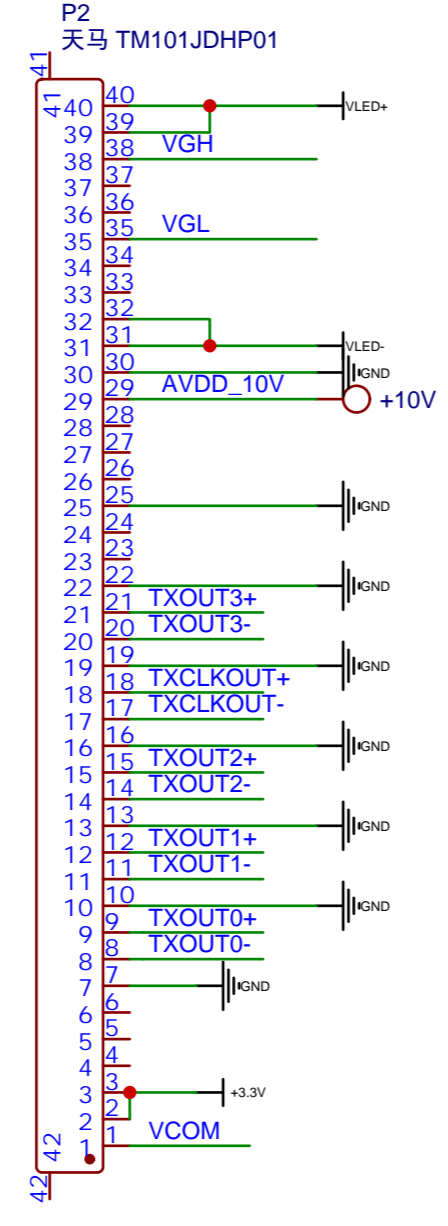 P2
天马 TM101JDHP01
41
41
40 40 VLED+
39 39
38 38 VGH
37 37
36 36
35 35 VGL
34 34
33 33
32 32
31 31 VLED-
30 30 GND
29 29 AVDD_10V +10V
28 28
27 27
26 26
25 25 GND
24 24
23 23
22 22 GND
21 21 TXOUT3+
20 20 TXOUT3-
19 19 GND
18 18 TXCLKOUT+
17 17 TXCLKOUT-
16 16 GND
15 15 TXOUT2+
14 14 TXOUT2-
13 13 GND
12 12 TXOUT1+
11 11 TXOUT1-
10 10 GND
9 9 TXOUT0+
8 8 TXOUT0-
7 7 GND
6 6
5 5
4 4
3 3 +3.3V
2 2
1 1 VCOM
42
42